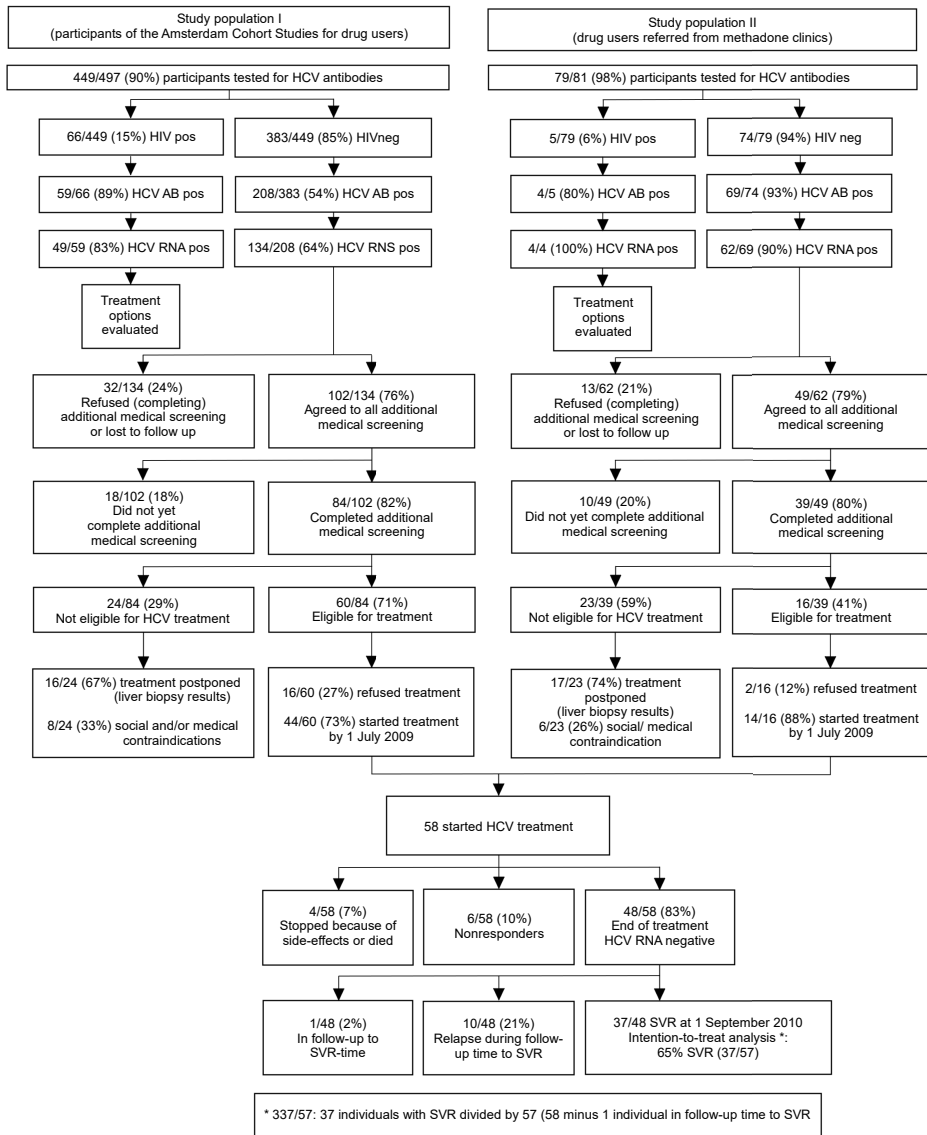 Study population I
(participants of the Amsterdam Cohort Studies for drug users)
Study population II
(drug users referred from methadone clinics)
449/497 (90%) participants tested for HCV antibodies
79/81 (98%) participants tested for HCV antibodies
66/449 (15%) HIV pos
383/449 (85%) HIVneg
5/79 (6%) HIV pos
74/79 (94%) HIV neg
59/66 (89%) HCV AB pos
208/383 (54%) HCV AB pos
4/5 (80%) HCV AB pos
69/74 (93%) HCV AB pos
49/59 (83%) HCV RNA pos
134/208 (64%) HCV RNS pos
4/4 (100%) HCV RNA pos
62/69 (90%) HCV RNA pos
Treatment
options
evaluated
Treatment
options
evaluated
32/134 (24%)
Refused (completing)
additional medical screening
or lost to follow up
102/134 (76%)
Agreed to all additional
medical screening
13/62 (21%)
Refused (completing)
additional medical screening
or lost to follow up
49/62 (79%)
Agreed to all additional
medical screening
18/102 (18%)
Did not yet
complete additional
medical screening
84/102 (82%)
Completed additional
medical screening
10/49 (20%)
Did not yet complete additional
medical screening
39/49 (80%)
Completed additional
medical screening
24/84 (29%)
Not eligible for HCV treatment
60/84 (71%)
Eligible for treatment
23/39 (59%)
Not eligible for HCV treatment
16/39 (41%)
Eligible for treatment
16/24 (67%) treatment postponed
(liver biopsy results)
8/24 (33%) social and/or medical
contraindications
16/60 (27%) refused treatment
44/60 (73%) started treatment
by 1 July 2009
17/23 (74%) treatment
postponed
(liver biopsy results)
6/23 (26%) social/ medical
contraindication
2/16 (12%) refused treatment
14/16 (88%) started treatment
by 1 July 2009
58 started HCV treatment
4/58 (7%)
Stopped because of
side-effects or died
6/58 (10%)
Nonresponders
48/58 (83%)
End of treatment
HCV RNA negative
1/48 (2%)
In follow-up to
SVR-time
10/48 (21%)
Relapse during follow-
up time to SVR
37/48 SVR at 1 September 2010
Intention-to-treat analysis *:
65% SVR (37/57)
* 337/57: 37 individuals with SVR divided by 57 (58 minus 1 individual in follow-up time to SVR